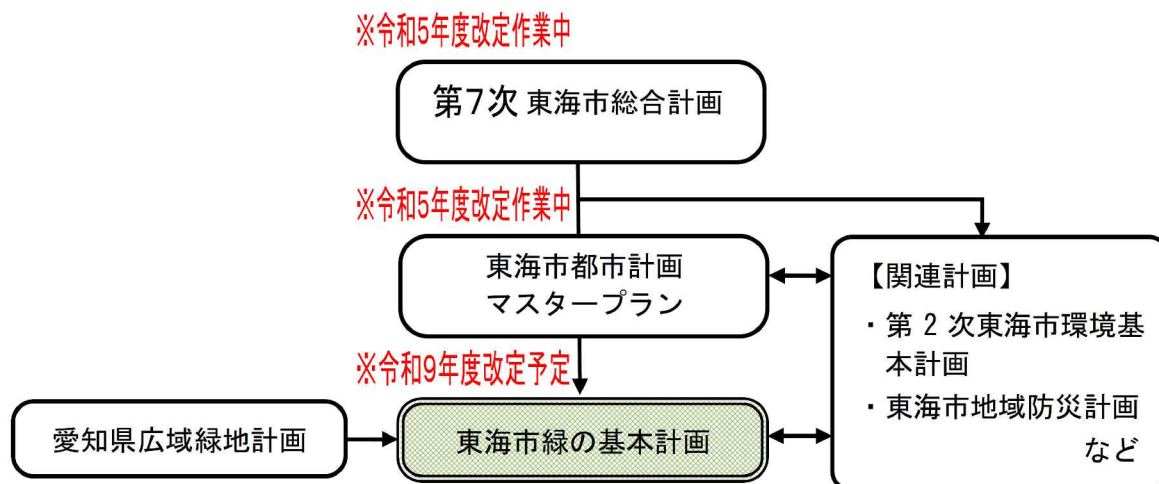 ※令和5年度改定作業中
第7次 東海市総合計画
※令和5年度改定作業中
東海市都市計画
マスタープラン
※令和9年度改定予定
愛知県広域緑地計画
東海市緑の基本計画
【関連計画】
・第 2 次東海市環境基
本計画
・東海市地域防災計画
など